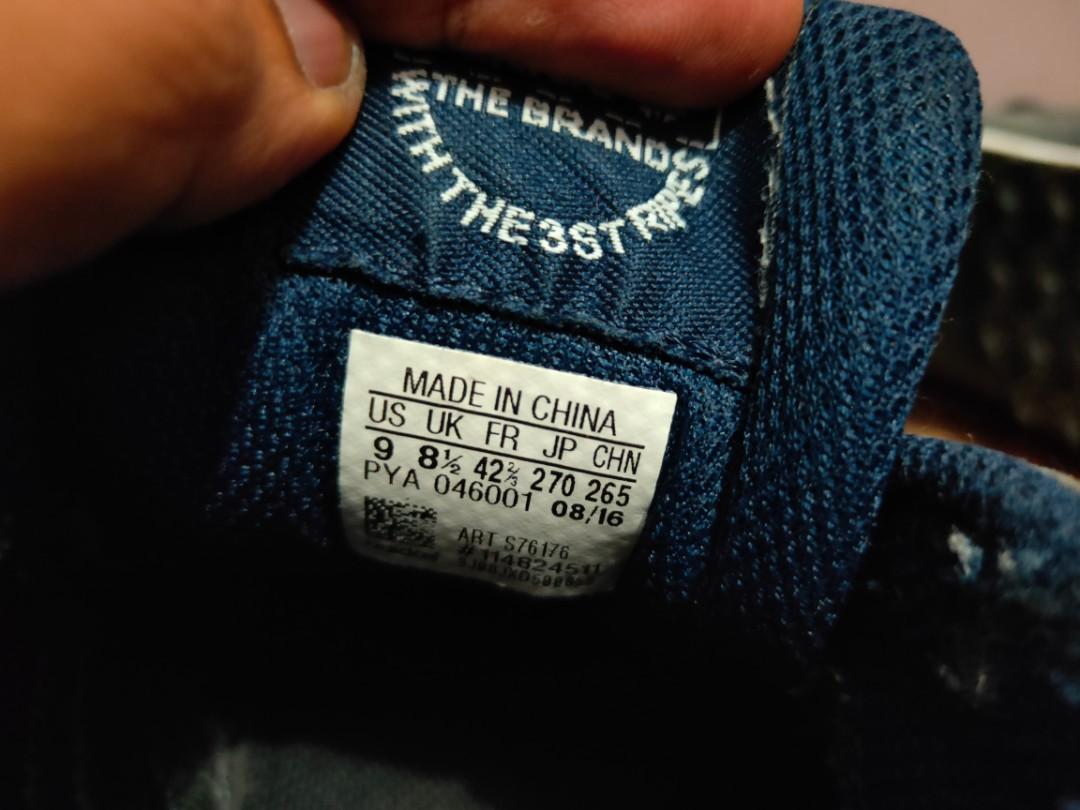 THE BRAND
WITH THE 3 STRIPES
MADE IN CHINA
US UK FR JP CHN
9 8½ 42⅔ 270 265
PYA 046001 08/16
ART S76176
#114824511